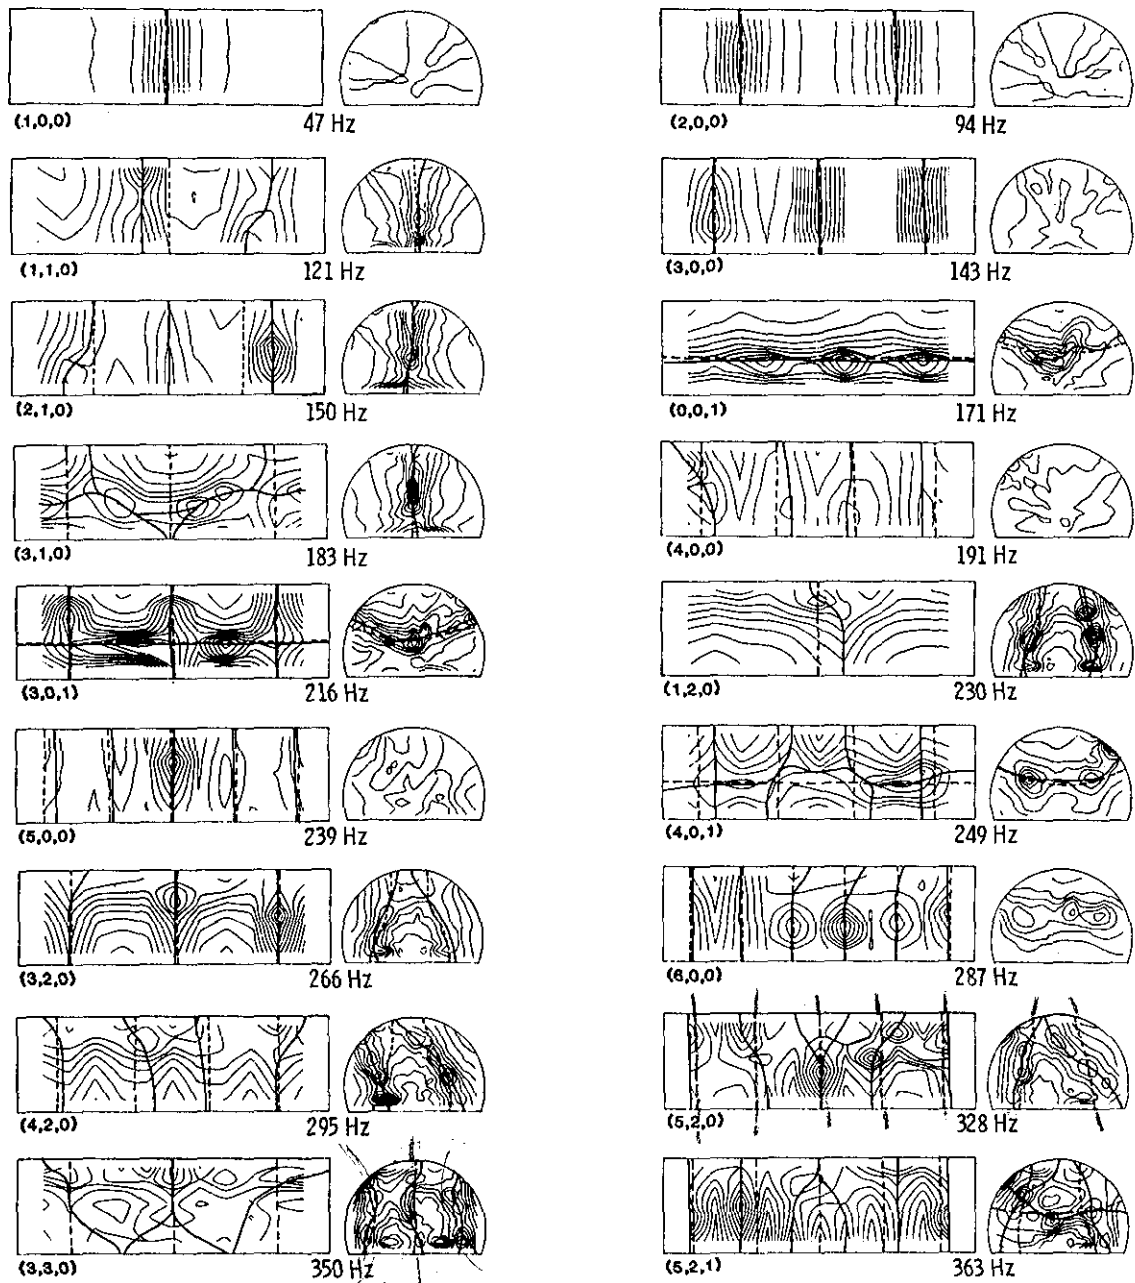 (1,0,0) 47 Hz
(2,0,0) 94 Hz
(1,1,0) 121 Hz
(3,0,0) 143 Hz
(2,1,0) 150 Hz
(0,0,1) 171 Hz
(3,1,0) 183 Hz
(4,0,0) 191 Hz
(3,0,1) 216 Hz
(1,2,0) 230 Hz
(5,0,0) 239 Hz
(4,0,1) 249 Hz
(3,2,0) 266 Hz
(6,0,0) 287 Hz
(4,2,0) 295 Hz
(5,2,0) 328 Hz
(3,3,0) 350 Hz
(5,2,1) 363 Hz